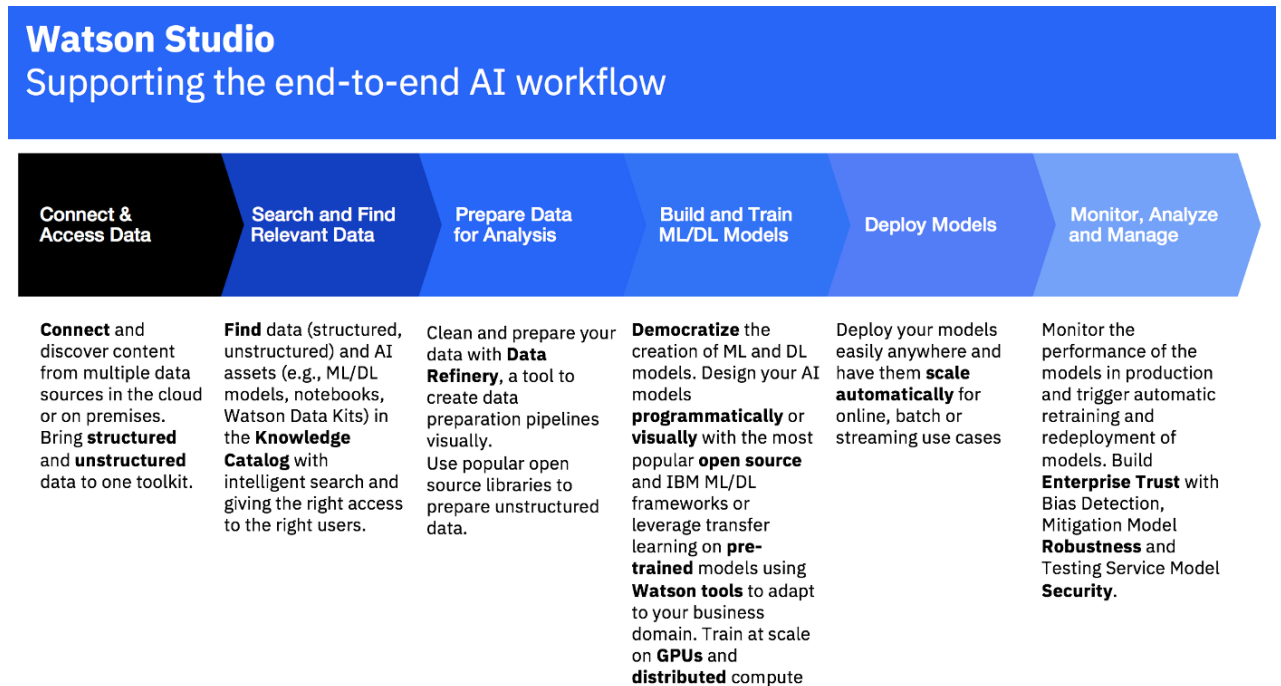 Watson Studio
Supporting the end-to-end AI workflow
Connect &
Access Data
Search and Find
Relevant Data
Prepare Data
for Analysis
Build and Train
ML/DL Models
Deploy Models
Monitor, Analyze
and Manage
Connect and
discover content
from multiple data
sources in the cloud
or on premises.
Bring structured
and unstructured
data to one toolkit.
Find data (structured,
unstructured) and AI
assets (e.g., ML/DL
models, notebooks,
Watson Data Kits) in
the Knowledge
Catalog with
intelligent search and
giving the right access
to the right users.
Clean and prepare your
data with Data
Refinery, a tool to
create data
preparation pipelines
visually.
Use popular open
source libraries to
prepare unstructured
data.
Democratize the
creation of ML and DL
models. Design your AI
models
programmatically or
visually with the most
popular open source
and IBM ML/DL
frameworks or
leverage transfer
learning on pre-
trained models using
Watson tools to adapt
to your business
domain. Train at scale
on GPUs and
distributed compute
Deploy your models
easily anywhere and
have them scale
automatically for
online, batch or
streaming use cases
Monitor the
performance of the
models in production
and trigger automatic
retraining and
redeployment of
models. Build
Enterprise Trust with
Bias Detection,
Mitigation Model
Robustness and
Testing Service Model
Security.